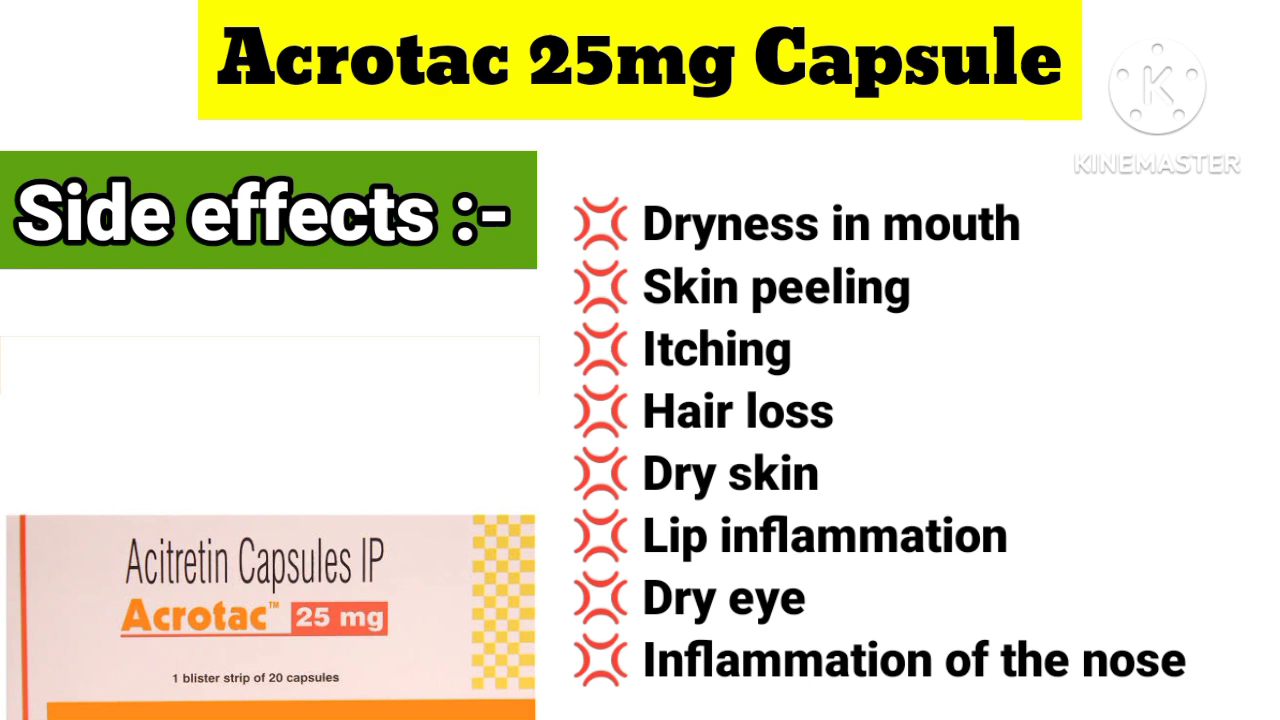 Acrotac 25mg Capsule
K
KINEMASTER
Side effects :-
Dryness in mouth
Skin peeling
Itching
Hair loss
Dry skin
Lip inflammation
Dry eye
Inflammation of the nose
Acitretin Capsules IP
Acrotac™ 25 mg
1 blister strip of 20 capsules